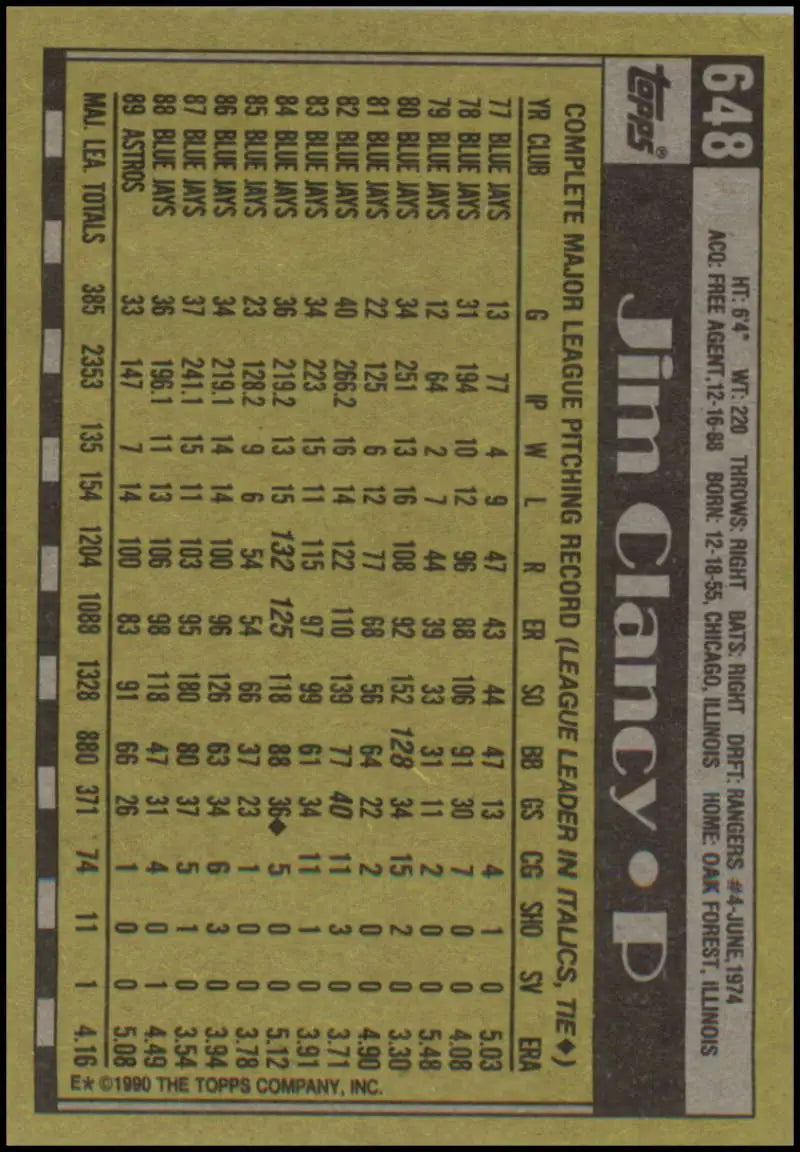 648
HT: 6'4" WT: 220 THROWS: RIGHT BATS: RIGHT DRFT: RANGERS #4-JUNE, 1974
ACQ: FREE AGENT, 12-16-88 BORN: 12-18-55, CHICAGO, ILLINOIS HOME: OAK FOREST, ILLINOIS
topps®
Jim Clancy • P
COMPLETE MAJOR LEAGUE PITCHING RECORD (LEAGUE LEADER IN ITALICS, TIE♦)
YR CLUB G IP W L R ER SO BB GS CG SHO SV ERA
77 BLUE JAYS 13 77 4 9 47 43 44 47 13 4 1 0 5.03
78 BLUE JAYS 31 194 10 12 96 88 106 91 30 7 0 0 4.08
79 BLUE JAYS 12 64 2 7 44 39 33 31 11 2 0 0 5.48
80 BLUE JAYS 34 251 13 16 108 92 152 128 34 15 2 0 3.30
81 BLUE JAYS 22 125 6 12 77 68 56 64 22 2 0 0 4.90
82 BLUE JAYS 40 266.2 16 14 122 110 139 77 40 11 3 0 3.71
83 BLUE JAYS 34 223 15 11 115 97 99 61 34 11 1 0 3.91
84 BLUE JAYS 36 219.2 13 15 132 125 118 88 36♦ 5 0 0 5.12
85 BLUE JAYS 23 128.2 9 6 54 54 66 37 23 1 0 0 3.78
86 BLUE JAYS 34 219.1 14 14 100 96 126 63 34 6 3 0 3.94
87 BLUE JAYS 37 241.1 15 11 103 95 180 80 37 5 1 0 3.54
88 BLUE JAYS 36 196.1 11 13 106 98 118 47 31 4 0 1 4.49
89 ASTROS 33 147 7 14 100 83 91 66 26 1 0 0 5.08
MAJ. LEA. TOTALS 385 2353 135 154 1204 1088 1328 880 371 74 11 1 4.16
E* ©1990 THE TOPPS COMPANY, INC.